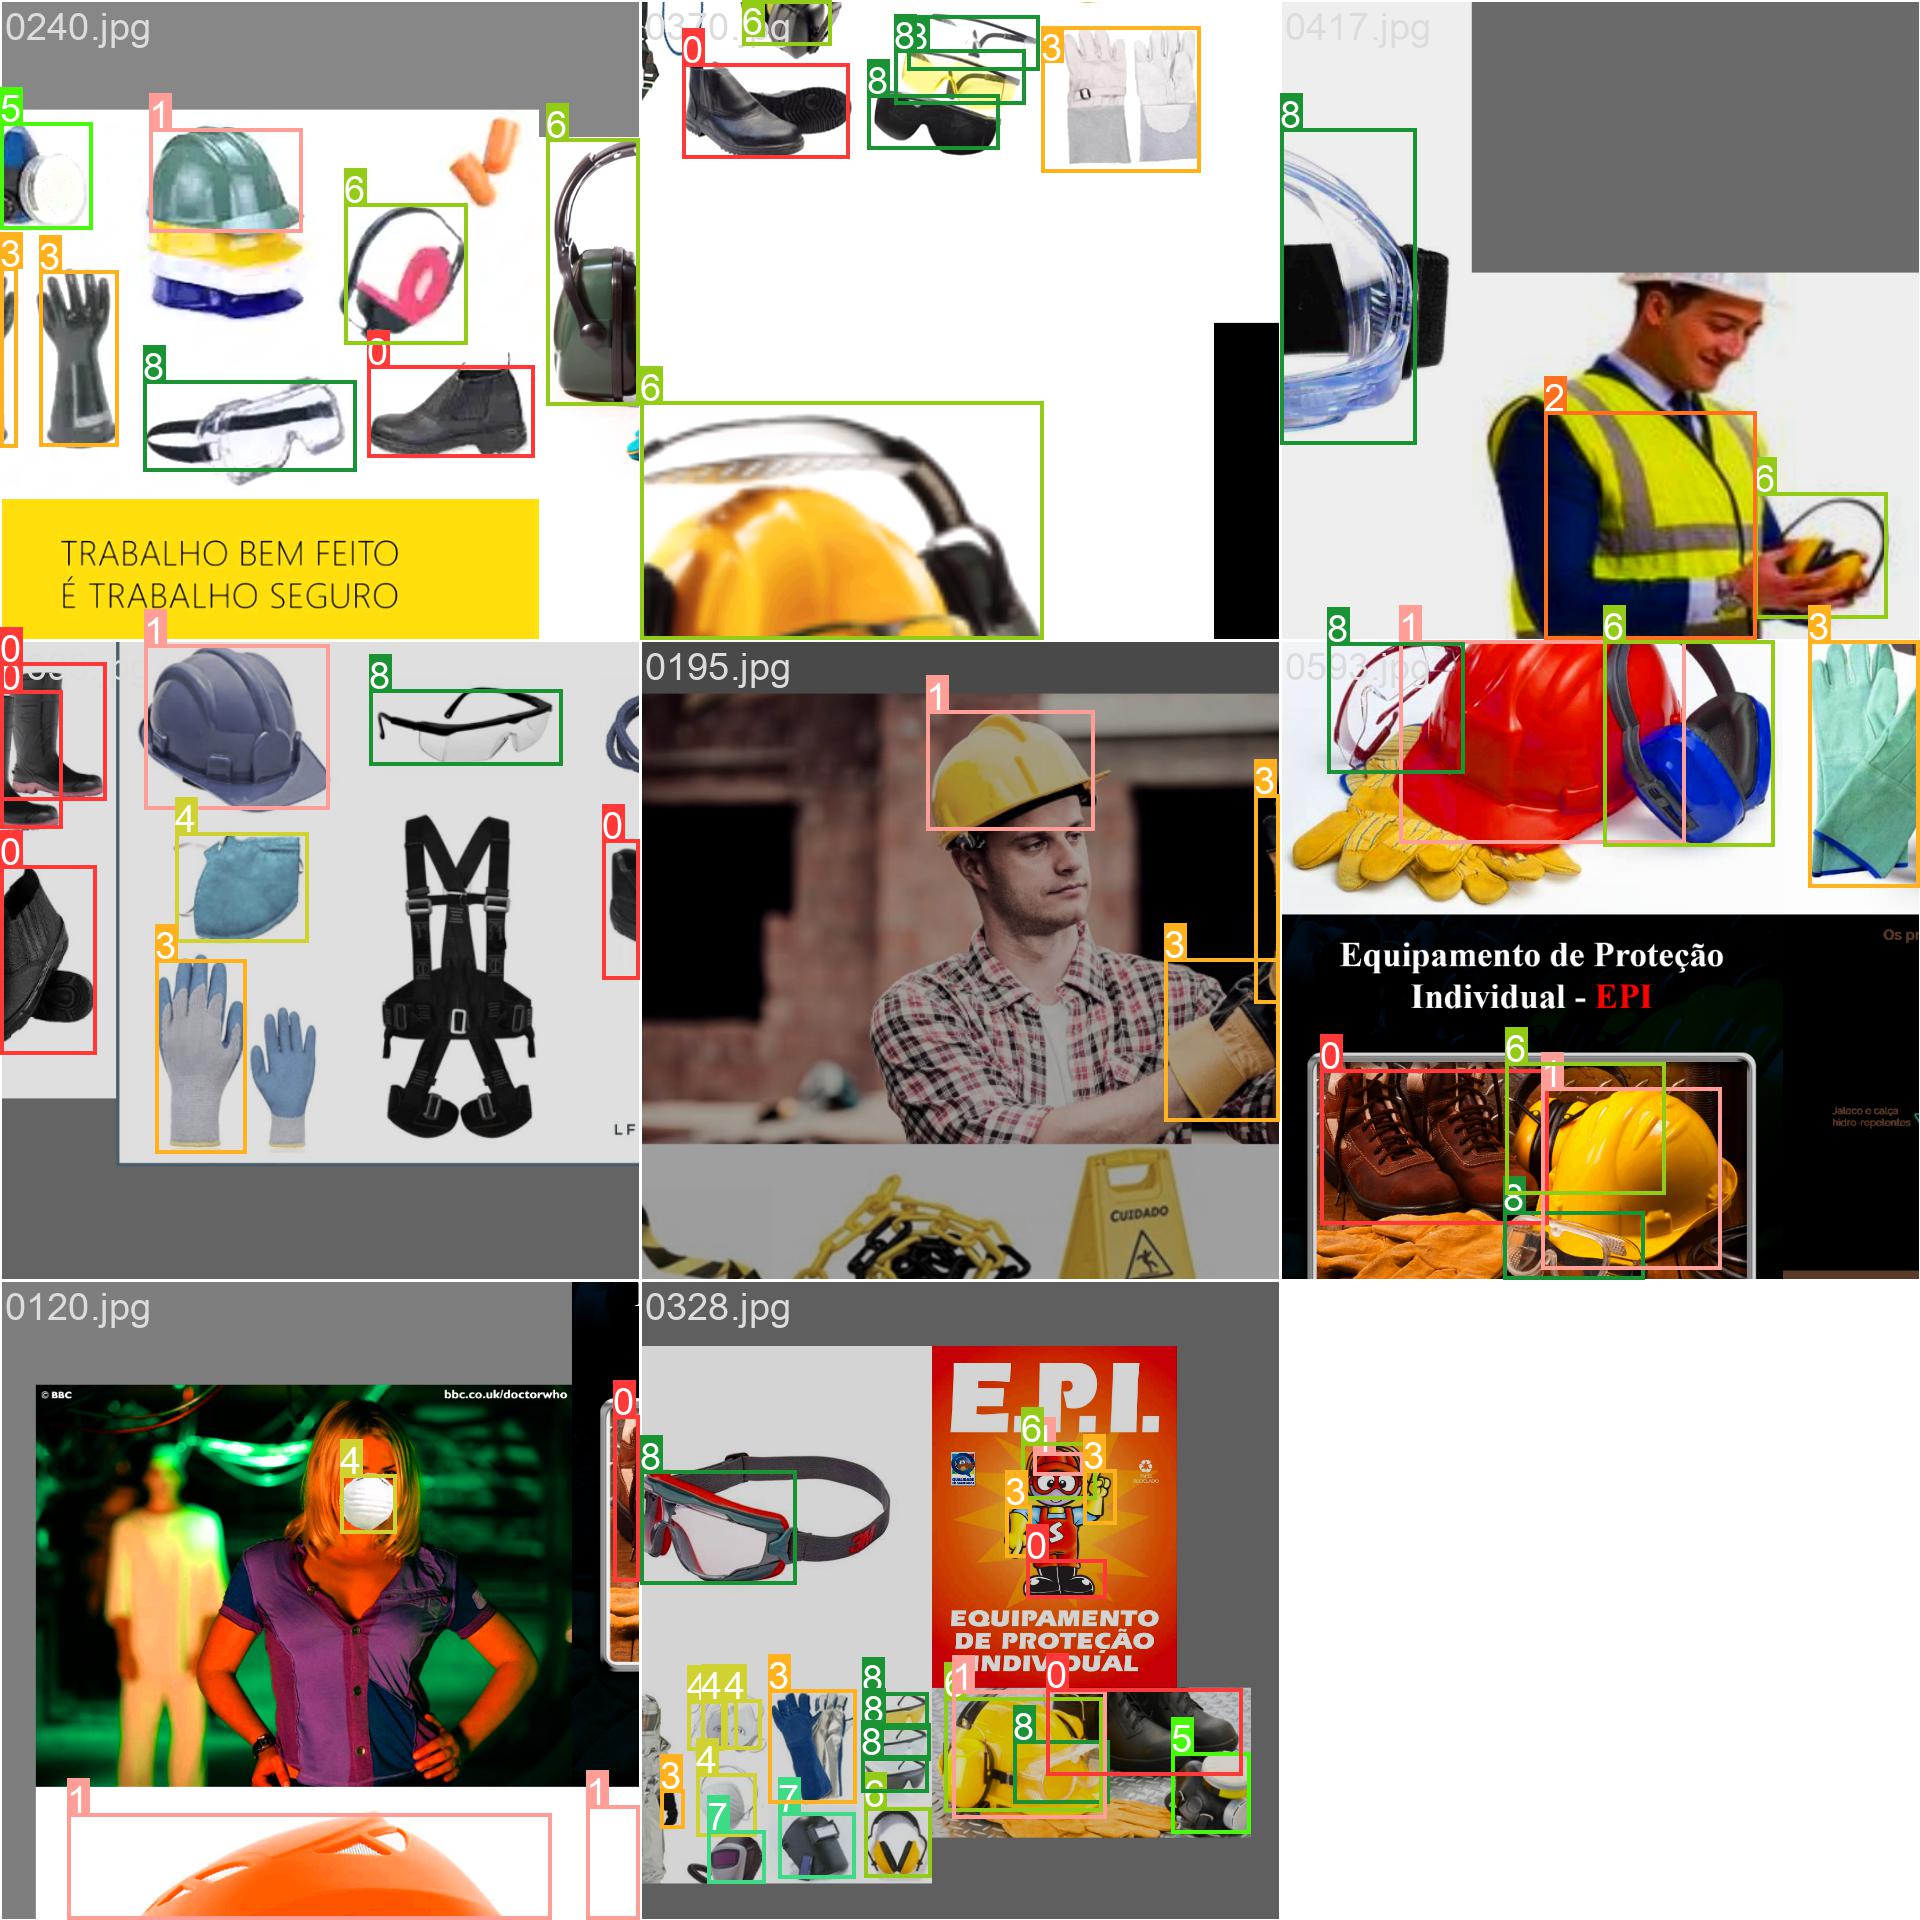 0240.jpg
5
1
6
6
3
3
8
0
TRABALHO BEM FEITO
É TRABALHO SEGURO
0370.jpg
6
0
8
8
8
3
6
0417.jpg
8
2
6
0
0
1
8
4
0
0
3
LF
0195.jpg
1
3
3
CUIDADO
0593.jpg
8
1
6
3
Equipamento de Proteção
Individual - EPI
Os pr
0
6
1
8
Jaleco e calça
hidro-repelentes
0120.jpg
© BBC
bbc.co.uk/doctorwho
0
4
1
1
0328.jpg
8
E.P.I.
6
1
3
3
S
0
EQUIPAMENTO
DE PROTEÇÃO
INDIVIDUAL
4
4
4
3
8
8
8
6
1
0
8
5
4
3
7
7
6